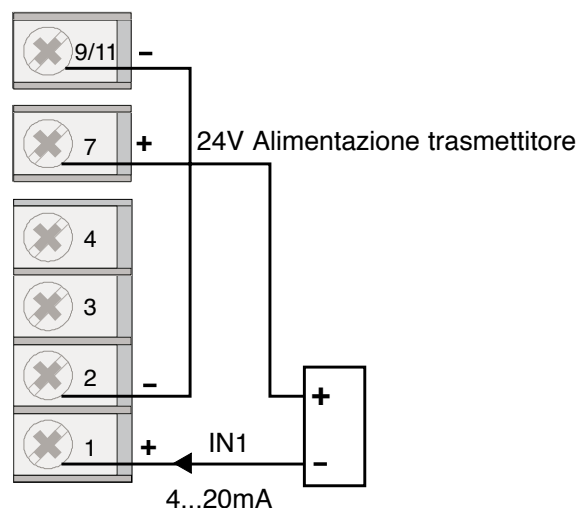 9/11 –
7 + 24V Alimentazione trasmettitore
4
3
2 –
+
1 + IN1 –
4...20mA